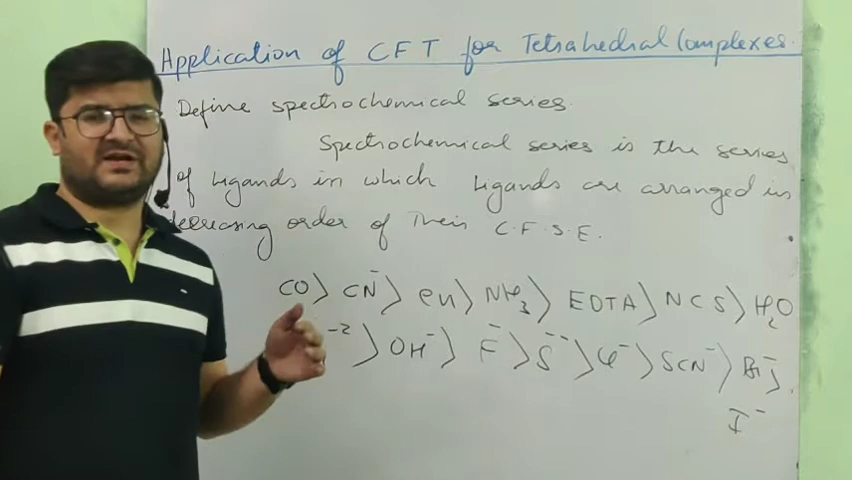 Application of CFT for Tetrahedral Complexes.
Define spectrochemical series.
Spectrochemical series is the series
of Ligands in which Ligands are arranged in
decreasing order of Their C.F.S.E.
CO > CN⁻ > en > NH₃ > EDTA > NCS > H₂O
⁻² > OH⁻ > F⁻ > S⁻⁻ > Cl⁻ > SCN⁻ > Br⁻ >
I⁻